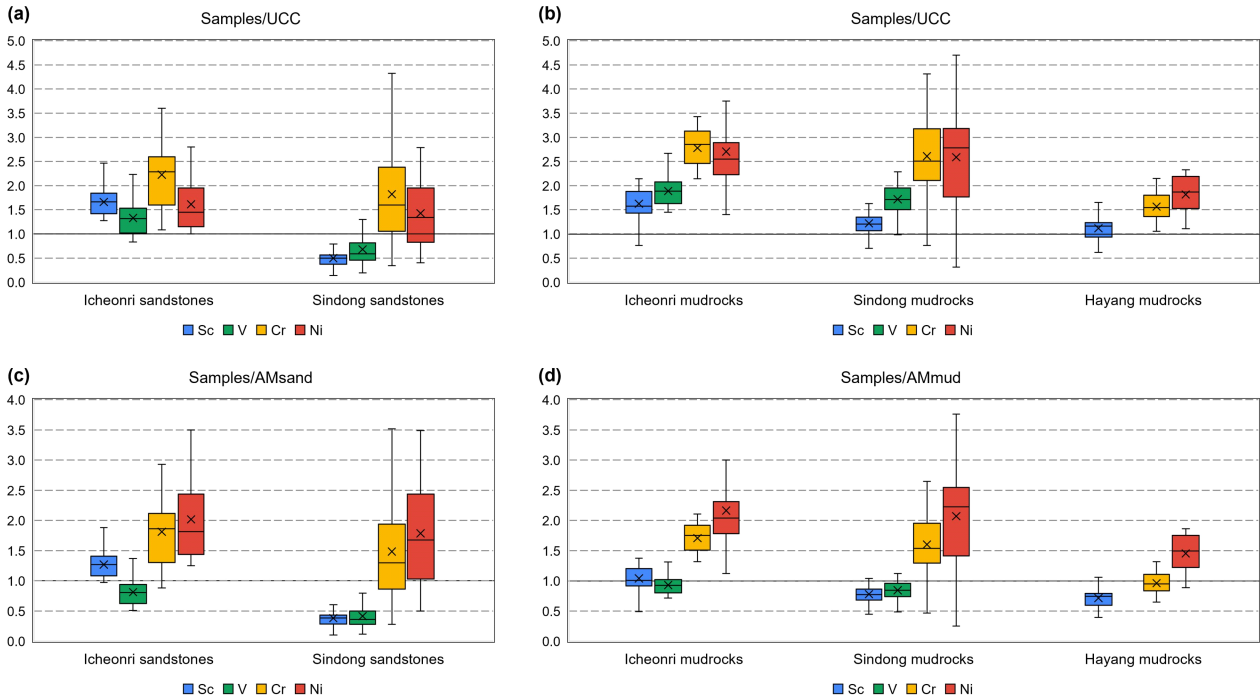 (a)
Samples/UCC
5.0
4.5
4.0
3.5
3.0
2.5
2.0
1.5
1.0
0.5
0.0
Icheonri sandstones
Sindong sandstones
Sc V Cr Ni
(b)
Samples/UCC
5.0
4.5
4.0
3.5
3.0
2.5
2.0
1.5
1.0
0.5
0.0
Icheonri mudrocks
Sindong mudrocks
Hayang mudrocks
Sc V Cr Ni
(c)
Samples/AMsand
4.0
3.5
3.0
2.5
2.0
1.5
1.0
0.5
0.0
Icheonri sandstones
Sindong sandstones
Sc V Cr Ni
(d)
Samples/AMmud
4.0
3.5
3.0
2.5
2.0
1.5
1.0
0.5
0.0
Icheonri mudrocks
Sindong mudrocks
Hayang mudrocks
Sc V Cr Ni